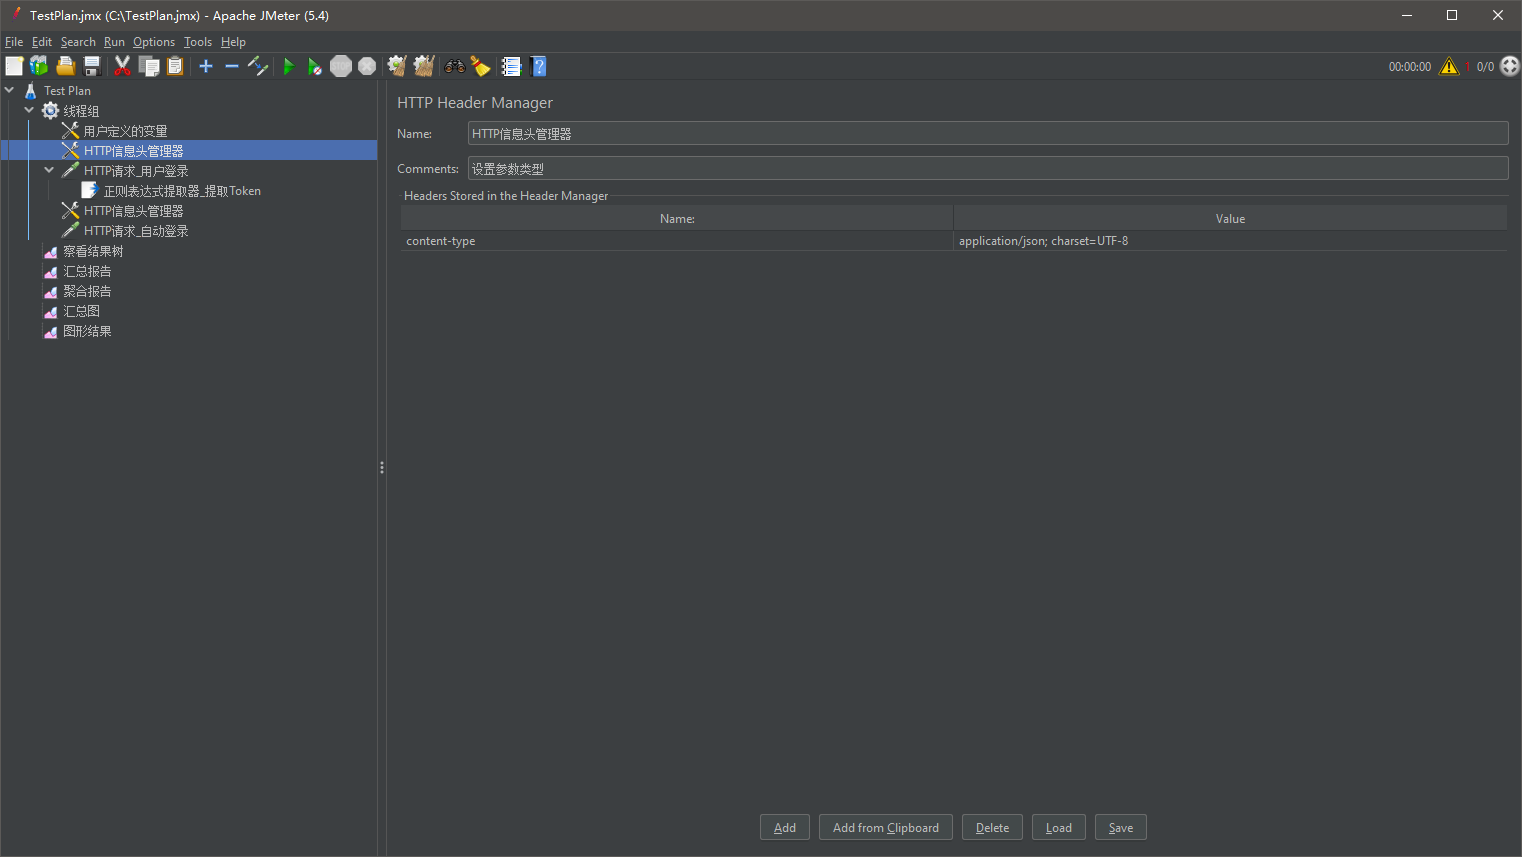 TestPlan.jmx (C:\TestPlan.jmx) - Apache JMeter (5.4)
File Edit Search Run Options Tools Help
STOP
00:00:00 1 0/0
Test Plan
线程组
用户定义的变量
HTTP信息头管理器
HTTP请求_用户登录
正则表达式提取器_提取Token
HTTP信息头管理器
HTTP请求_自动登录
察看结果树
汇总报告
聚合报告
汇总图
图形结果
HTTP Header Manager
Name: HTTP信息头管理器
Comments: 设置参数类型
Headers Stored in the Header Manager
Name: Value
content-type application/json; charset=UTF-8
Add Add from Clipboard Delete Load Save